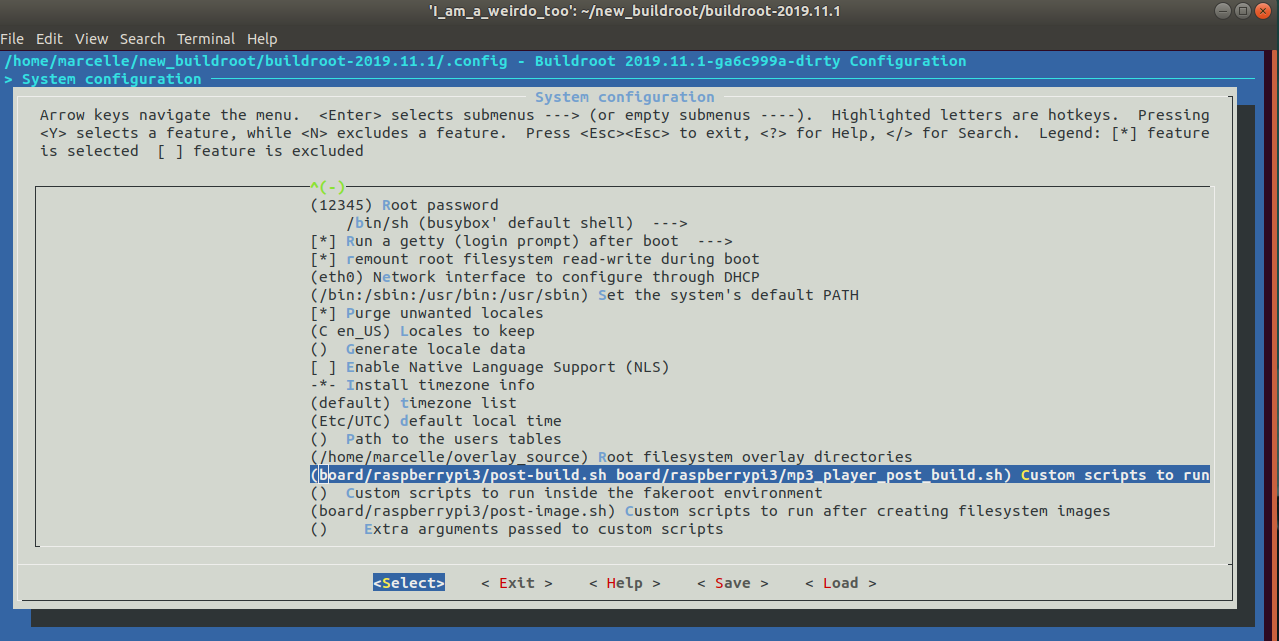 'I_am_a_weirdo_too': ~/new_buildroot/buildroot-2019.11.1
File Edit View Search Terminal Help
/home/marcelle/new_buildroot/buildroot-2019.11.1/.config - Buildroot 2019.11.1-ga6c999a-dirty Configuration
> System configuration
System configuration
Arrow keys navigate the menu. <Enter> selects submenus ---> (or empty submenus ----). Highlighted letters are hotkeys. Pressing
<Y> selects a feature, while <N> excludes a feature. Press <Esc><Esc> to exit, <?> for Help, </> for Search. Legend: [*] feature
is selected [ ] feature is excluded
^(-)
(12345) Root password
/bin/sh (busybox' default shell) --->
[*] Run a getty (login prompt) after boot --->
[*] remount root filesystem read-write during boot
(eth0) Network interface to configure through DHCP
(/bin:/sbin:/usr/bin:/usr/sbin) Set the system's default PATH
[*] Purge unwanted locales
(C en_US) Locales to keep
() Generate locale data
[ ] Enable Native Language Support (NLS)
-*- Install timezone info
(default) timezone list
(Etc/UTC) default local time
() Path to the users tables
(/home/marcelle/overlay_source) Root filesystem overlay directories
(board/raspberrypi3/post-build.sh board/raspberrypi3/mp3_player_post_build.sh) Custom scripts to run
() Custom scripts to run inside the fakeroot environment
(board/raspberrypi3/post-image.sh) Custom scripts to run after creating filesystem images
() Extra arguments passed to custom scripts
<Select> < Exit > < Help > < Save > < Load >